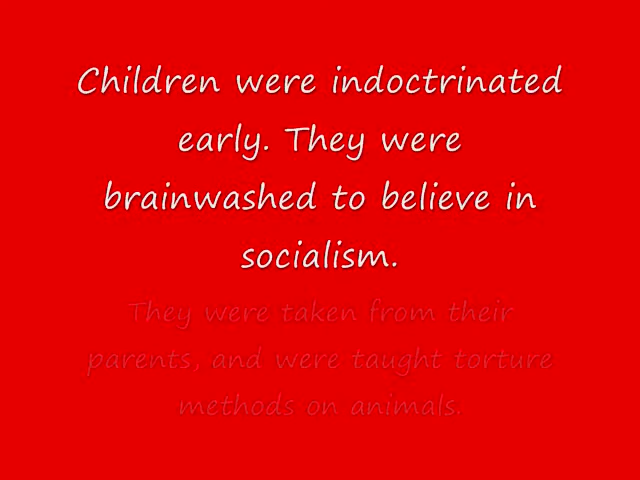 Children were indoctrinated
early. They were
brainwashed to believe in
socialism.
They were taken from their
parents, and were taught torture
methods on animals.